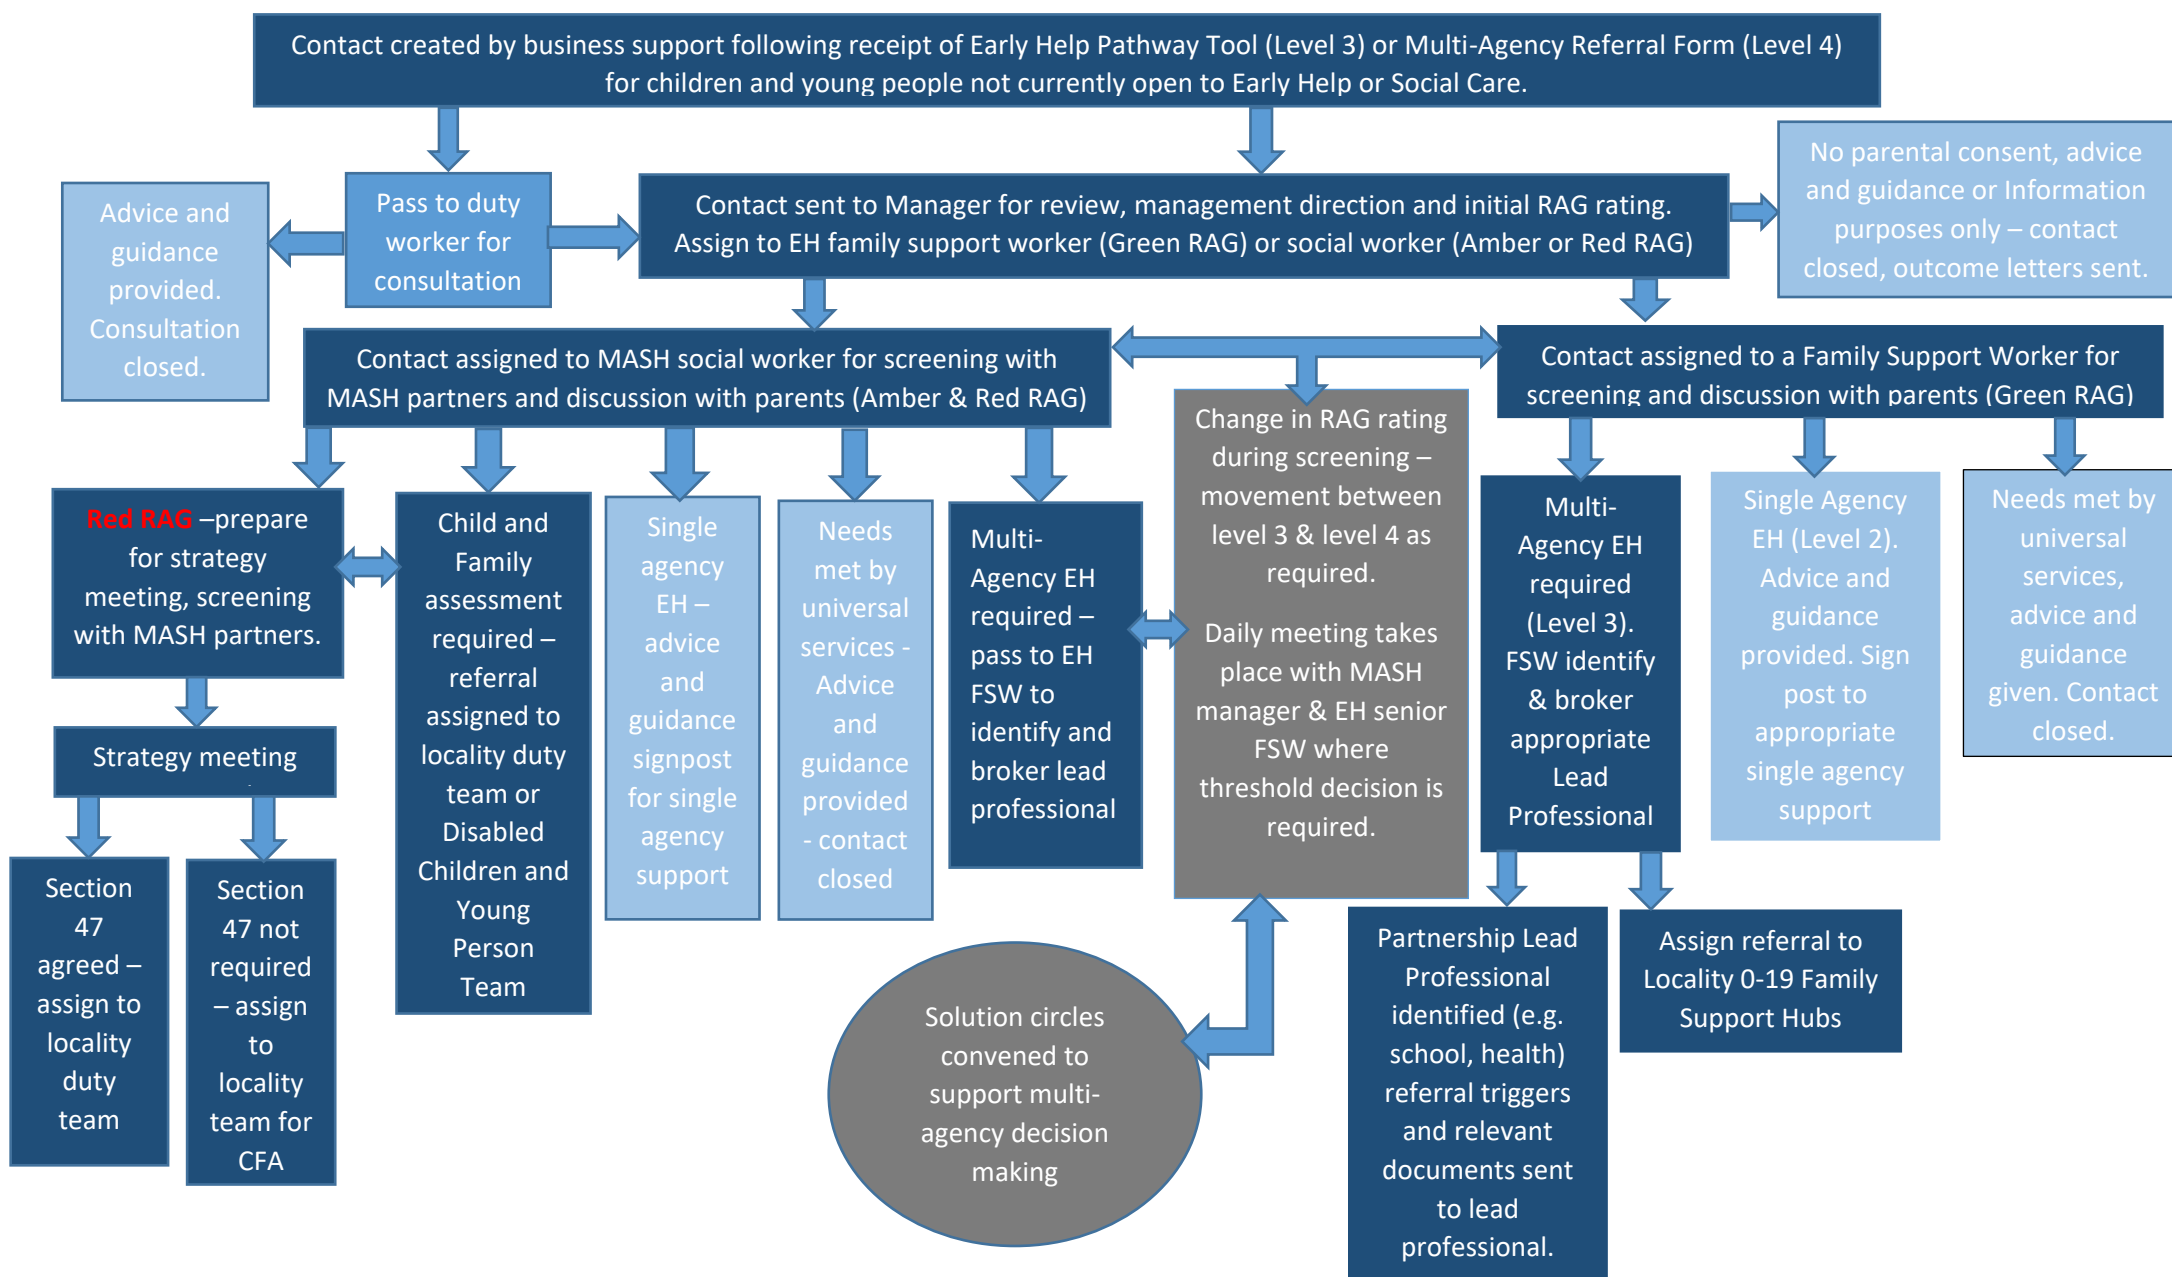 Contact created by business support following receipt of Early Help Pathway Tool (Level 3) or Multi-Agency Referral Form (Level 4)
for children and young people not currently open to Early Help or Social Care.
Advice and
guidance
provided.
Consultation
closed.
Pass to duty
worker for
consultation
Contact sent to Manager for review, management direction and initial RAG rating.
Assign to EH family support worker (Green RAG) or social worker (Amber or Red RAG)
No parental consent, advice
and guidance or Information
purposes only – contact
closed, outcome letters sent.
Contact assigned to MASH social worker for screening with
MASH partners and discussion with parents (Amber & Red RAG)
Contact assigned to a Family Support Worker for
screening and discussion with parents (Green RAG)
Red RAG –prepare
for strategy
meeting, screening
with MASH partners.
Child and
Family
assessment
required –
referral
assigned to
locality duty
team or
Disabled
Children and
Young
Person
Team
Single
agency
EH –
advice
and
guidance
signpost
for single
agency
support
Needs
met by
universal
services -
Advice
and
guidance
provided
- contact
closed
Multi-
Agency EH
required –
pass to EH
FSW to
identify and
broker lead
professional
Change in RAG rating
during screening –
movement between
level 3 & level 4 as
required.
Daily meeting takes
place with MASH
manager & EH senior
FSW where
threshold decision is
required.
Multi-
Agency EH
required
(Level 3).
FSW identify
& broker
appropriate
Lead
Professional
Single Agency
EH (Level 2).
Advice and
guidance
provided. Sign
post to
appropriate
single agency
support
Needs met by
universal
services,
advice and
guidance
given. Contact
closed.
Strategy meeting
Section
47
agreed –
assign to
locality
duty
team
Section
47 not
required
– assign
to
locality
team for
CFA
Solution circles
convened to
support multi-
agency decision
making
Partnership Lead
Professional
identified (e.g.
school, health)
referral triggers
and relevant
documents sent
to lead
professional.
Assign referral to
Locality 0-19 Family
Support Hubs